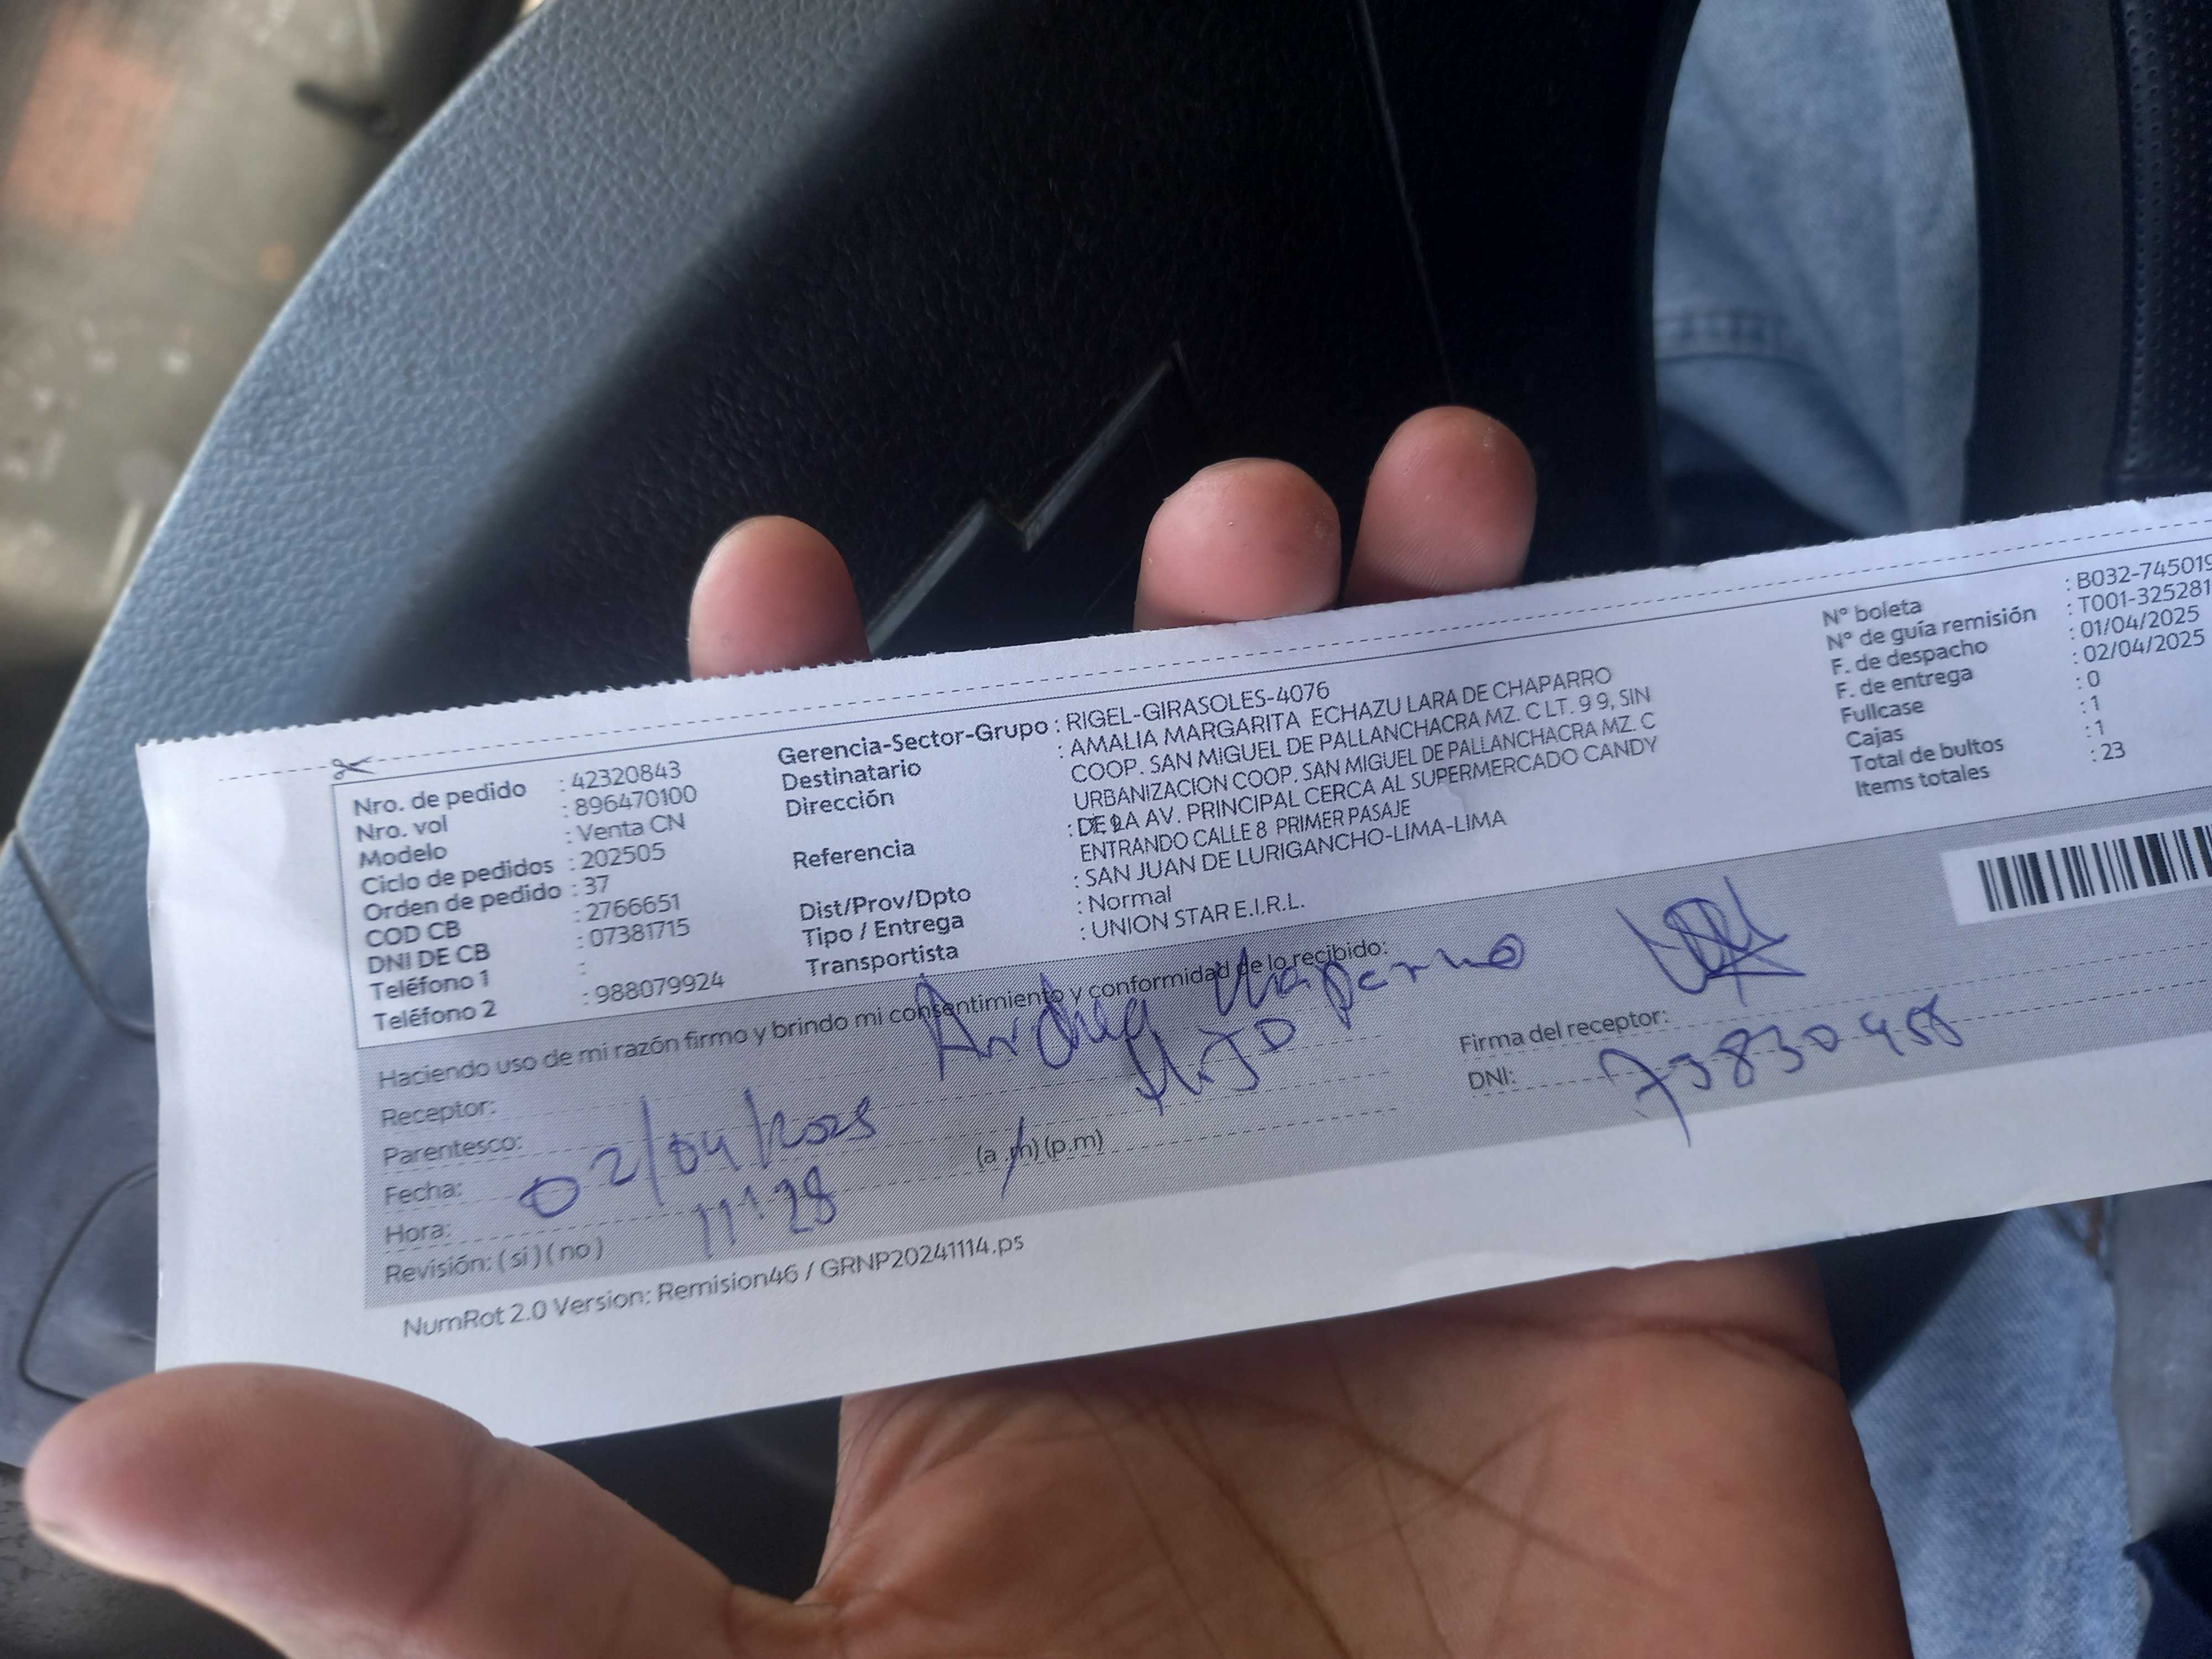 Nro. de pedido : 42320843
Nro. vol : 896470100
Modelo : Venta CN
Ciclo de pedidos : 202505
Orden de pedido : 37
COD CB : 2766651
DNI DE CB : 07381715
Teléfono 1 :
Teléfono 2 : 988079924
Gerencia-Sector-Grupo : RIGEL-GIRASOLES-4076
Destinatario : AMALIA MARGARITA ECHAZU LARA DE CHAPARRO
Dirección COOP. SAN MIGUEL DE PALLANCHACRA MZ. C LT. 9 9, SIN
URBANIZACION COOP. SAN MIGUEL DE PALLANCHACRA MZ. C
Referencia : DE LA AV. PRINCIPAL CERCA AL SUPERMERCADO CANDY
ENTRANDO CALLE 8 PRIMER PASAJE
Dist/Prov/Dpto : SAN JUAN DE LURIGANCHO-LIMA-LIMA
Tipo / Entrega : Normal
Transportista : UNION STAR E.I.R.L.
N° boleta : B032-745019
N° de guía remisión : T001-325281
F. de despacho : 01/04/2025
F. de entrega : 02/04/2025
Fullcase : 0
Cajas : 1
Total de bultos : 1
Items totales : 23
Haciendo uso de mi razón firmo y brindo mi consentimiento y conformidad de lo recibido:
Receptor: Chaparro
Parentesco: HIJO
Fecha: 02/04/2025
Hora: 11:28 (a.m) (p.m)
Revisión: ( si ) ( no )
Firma del receptor:
DNI:
NumRot 2.0 Version: Remision46 / GRNP20241114.ps